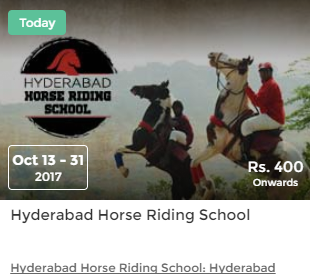 Today
HYDERABAD
HORSE RIDING
SCHOOL
Oct 13 - 31
2017
Rs. 400
Onwards
Hyderabad Horse Riding School
Hyderabad Horse Riding School: Hyderabad